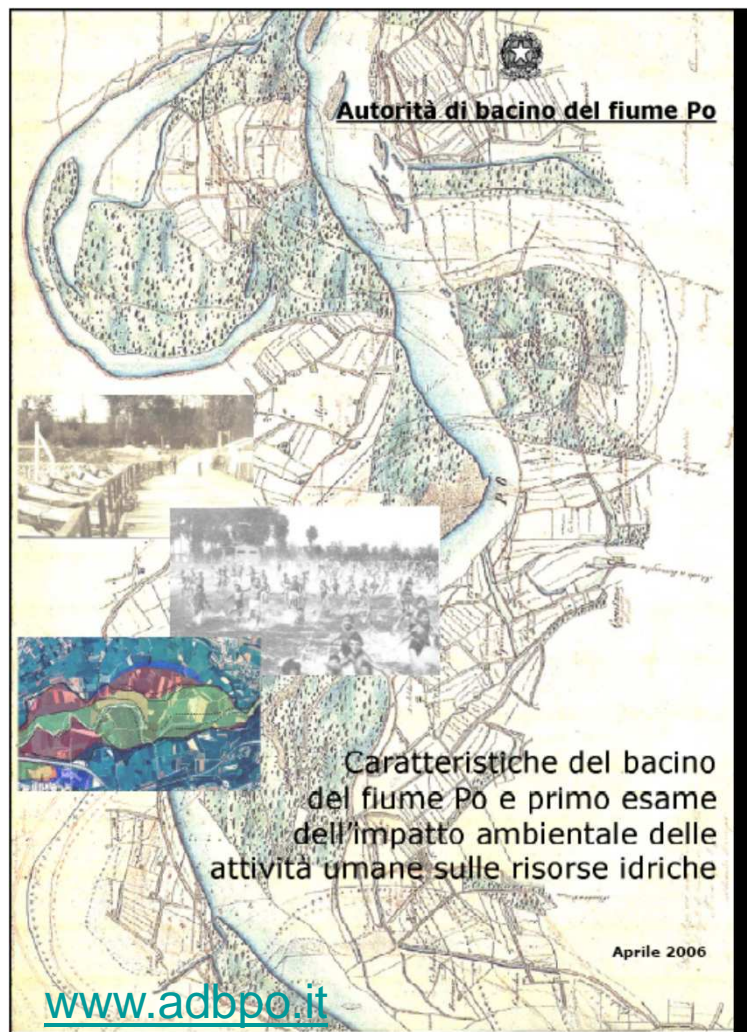 Autorità di bacino del fiume Po
PO
Caratteristiche del bacino
del fiume Po e primo esame
dell'impatto ambientale delle
attività umane sulle risorse idriche
Aprile 2006
www.adbpo.it